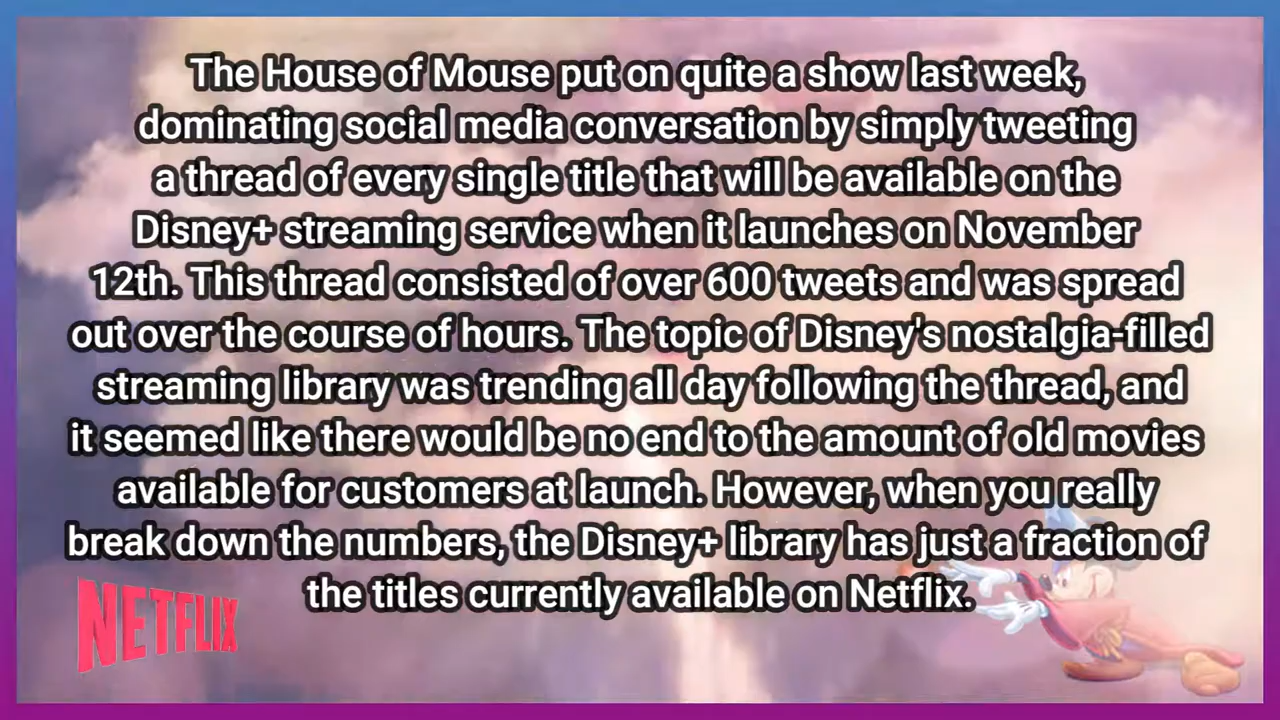 The House of Mouse put on quite a show last week,
dominating social media conversation by simply tweeting
a thread of every single title that will be available on the
Disney+ streaming service when it launches on November
12th. This thread consisted of over 600 tweets and was spread
out over the course of hours. The topic of Disney's nostalgia-filled
streaming library was trending all day following the thread, and
it seemed like there would be no end to the amount of old movies
available for customers at launch. However, when you really
break down the numbers, the Disney+ library has just a fraction of
the titles currently available on Netflix.
NETFLIX